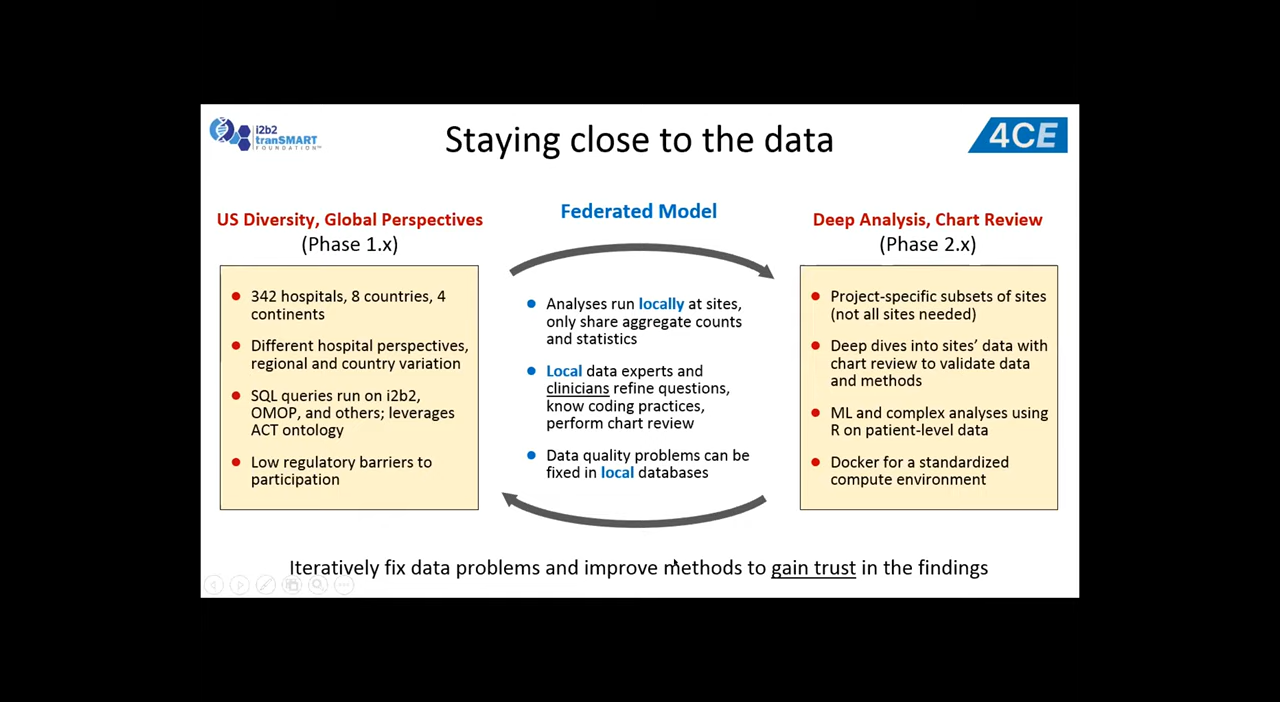 i2b2
tranSMART
FOUNDATION™
Staying close to the data
4CE
US Diversity, Global Perspectives
(Phase 1.x)
• 342 hospitals, 8 countries, 4
continents
• Different hospital perspectives,
regional and country variation
• SQL queries run on i2b2,
OMOP, and others; leverages
ACT ontology
• Low regulatory barriers to
participation
Federated Model
• Analyses run locally at sites,
only share aggregate counts
and statistics
• Local data experts and
clinicians refine questions,
know coding practices,
perform chart review
• Data quality problems can be
fixed in local databases
Deep Analysis, Chart Review
(Phase 2.x)
• Project-specific subsets of sites
(not all sites needed)
• Deep dives into sites’ data with
chart review to validate data
and methods
• ML and complex analyses using
R on patient-level data
• Docker for a standardized
compute environment
Iteratively fix data problems and improve methods to gain trust in the findings